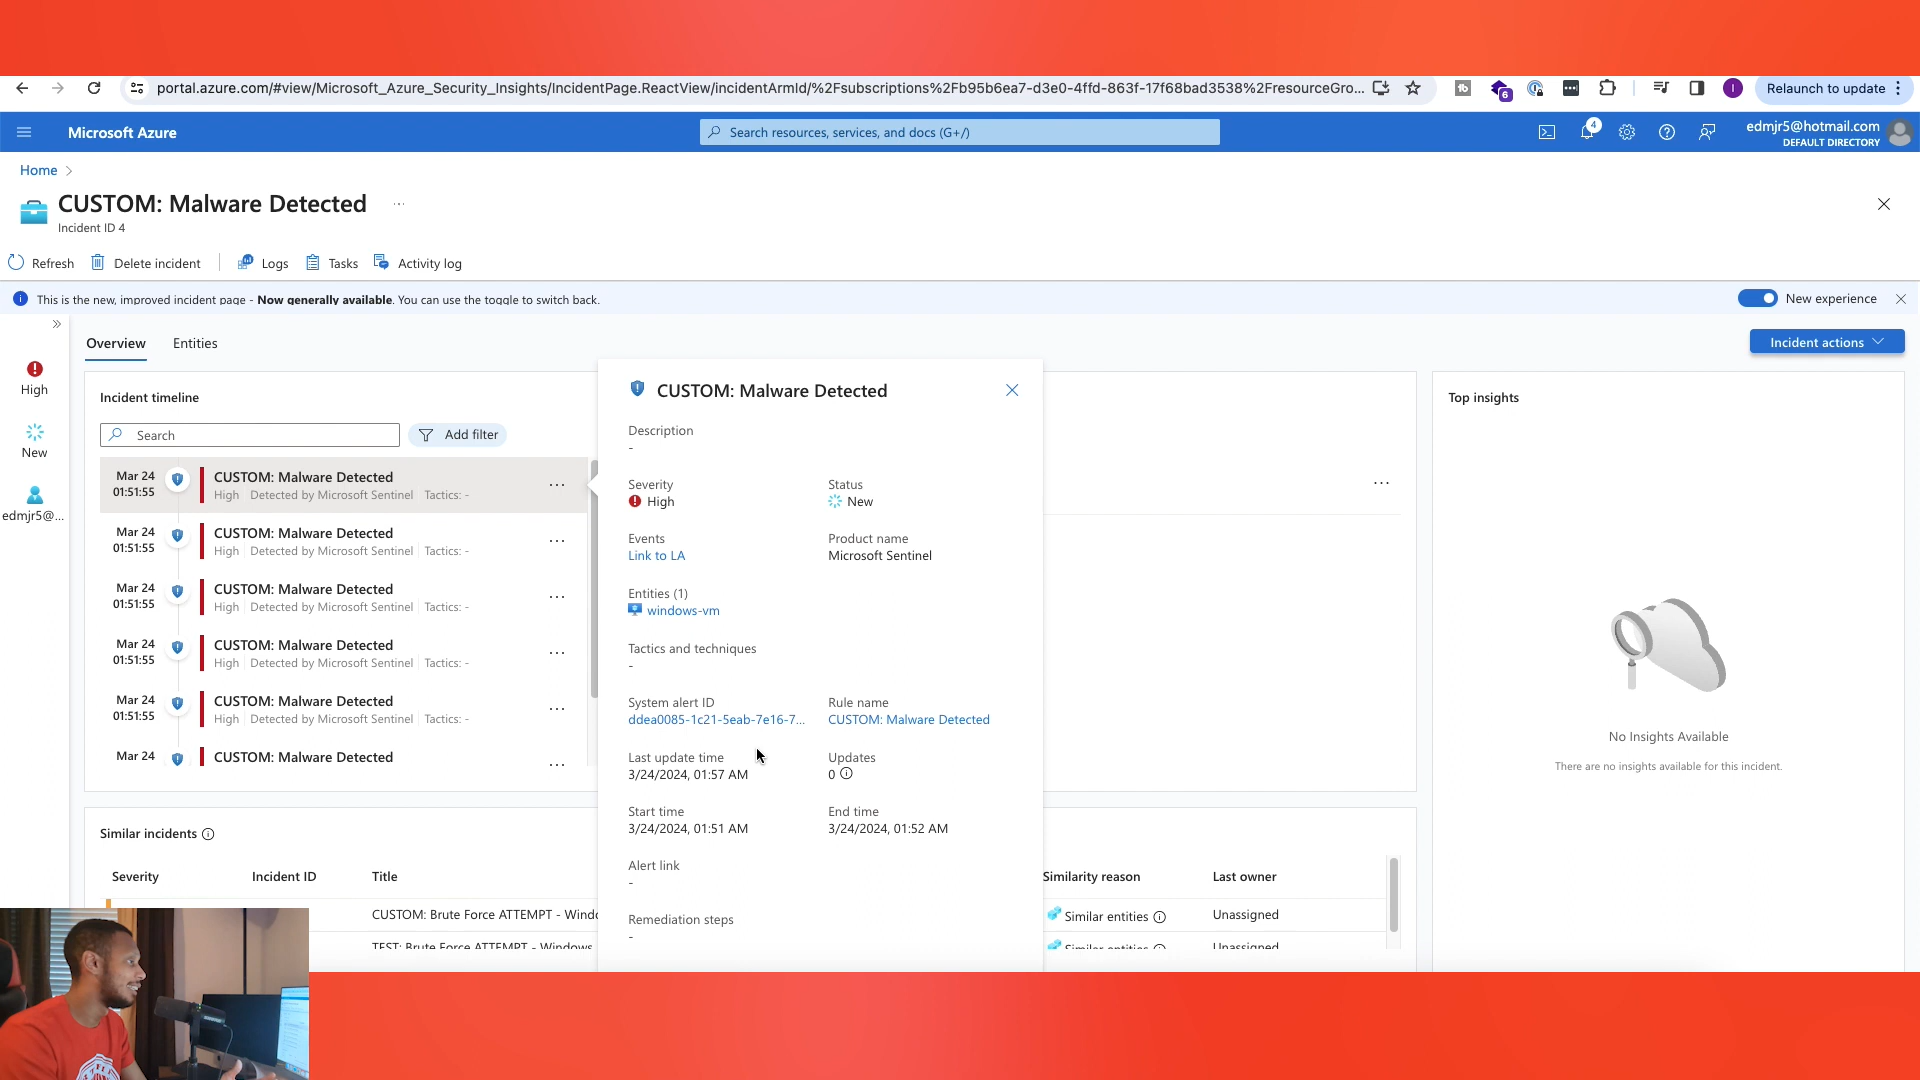 portal.azure.com/#view/Microsoft_Azure_Security_Insights/IncidentPage.ReactView/incidentArmId/%2Fsubscriptions%2Fb95b6ea7-d3e0-4ffd-863f-17f68bad3538%2FresourceGro...
6
I
Relaunch to update
Microsoft Azure
Search resources, services, and docs (G+/)
4
edmjr5@hotmail.com
DEFAULT DIRECTORY
Home
CUSTOM: Malware Detected
...
Incident ID 4
Refresh
Delete incident
Logs
Tasks
Activity log
This is the new, improved incident page - Now generally available. You can use the toggle to switch back.
New experience
High
New
edmjr5@...
Overview
Entities
Incident actions
Incident timeline
Search
Add filter
Mar 24
01:51:55
CUSTOM: Malware Detected
High Detected by Microsoft Sentinel Tactics: -
Mar 24
01:51:55
CUSTOM: Malware Detected
High Detected by Microsoft Sentinel Tactics: -
Mar 24
01:51:55
CUSTOM: Malware Detected
High Detected by Microsoft Sentinel Tactics: -
Mar 24
01:51:55
CUSTOM: Malware Detected
High Detected by Microsoft Sentinel Tactics: -
Mar 24
01:51:55
CUSTOM: Malware Detected
High Detected by Microsoft Sentinel Tactics: -
Mar 24
CUSTOM: Malware Detected
CUSTOM: Malware Detected
Description
-
Severity
High
Status
New
Events
Link to LA
Product name
Microsoft Sentinel
Entities (1)
windows-vm
Tactics and techniques
-
System alert ID
ddea0085-1c21-5eab-7e16-7...
Rule name
CUSTOM: Malware Detected
Last update time
3/24/2024, 01:57 AM
Updates
0
Start time
3/24/2024, 01:51 AM
End time
3/24/2024, 01:52 AM
Alert link
-
Remediation steps
-
Top insights
No Insights Available
There are no insights available for this incident.
Similar incidents
Severity
Incident ID
Title
Similarity reason
Last owner
CUSTOM: Brute Force ATTEMPT - Windo
Similar entities
Unassigned
TEST: Brute Force ATTEMPT - Windows
Similar entities
Unassigned